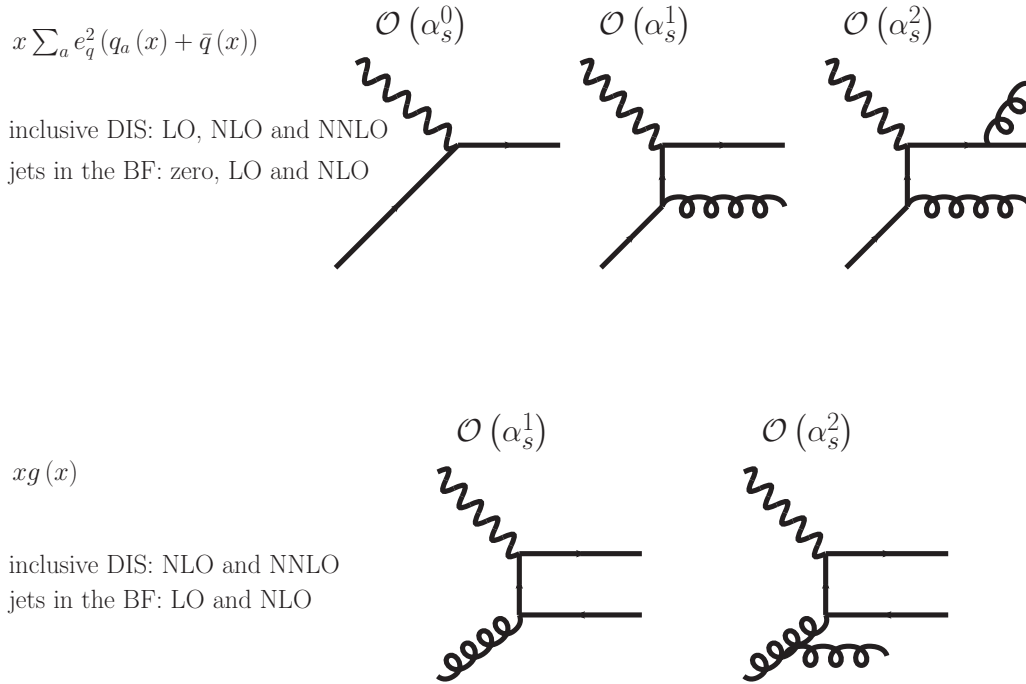 𝒪 (α_s^0) 𝒪 (α_s^1) 𝒪 (α_s^2)
x ∑_a e_q^2 (q_a (x) + q̄ (x))
inclusive DIS: LO, NLO and NNLO
jets in the BF: zero, LO and NLO
𝒪 (α_s^1) 𝒪 (α_s^2)
xg (x)
inclusive DIS: NLO and NNLO
jets in the BF: LO and NLO